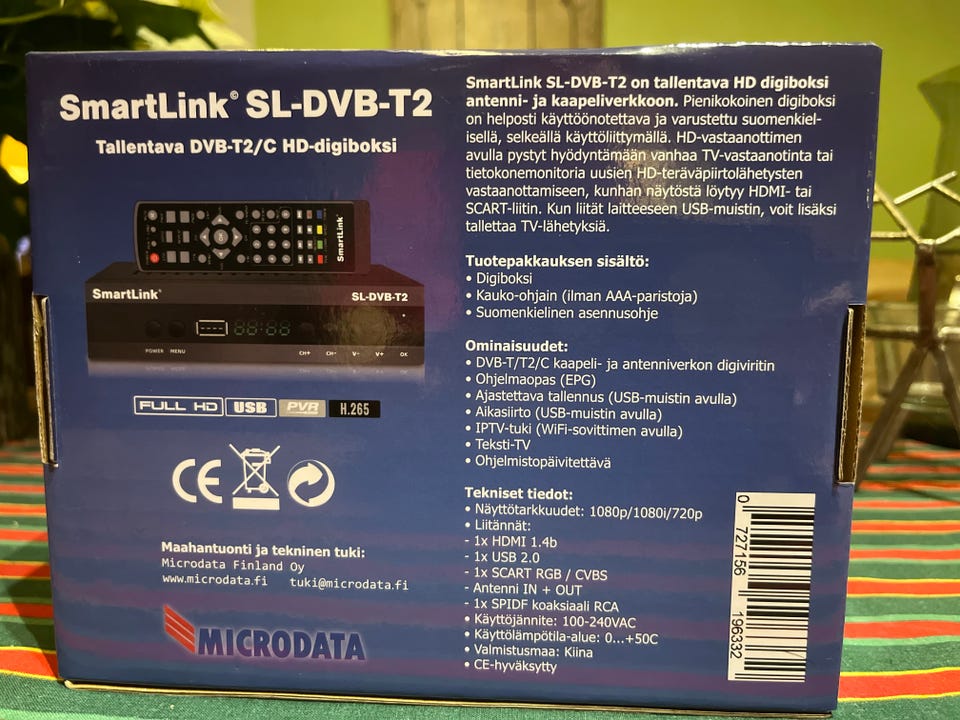 SmartLink© SL-DVB-T2
Tallentava DVB-T2/C HD-digiboksi
SmartLink
SmartLink
SL-DVB-T2
88:88
POWER MENU
CH+ CH- V- V+ OK
FULL HD USB PVR H.265
CE
Maahantuonti ja tekninen tuki:
Microdata Finland Oy
www.microdata.fi tuki@microdata.fi
MICRODATA
SmartLink SL-DVB-T2 on tallentava HD digiboksi
antenni- ja kaapeliverkkoon. Pienikokoinen digiboksi
on helposti käyttöönotettava ja varustettu suomenkiel-
isellä, selkeällä käyttöliittymällä. HD-vastaanottimen
avulla pystyt hyödyntämään vanhaa TV-vastaanotinta tai
tietokonemonitoria uusien HD-teräväpiirtolähetysten
vastaanottamiseen, kunhan näytöstä löytyy HDMI- tai
SCART-liitin. Kun liität laitteeseen USB-muistin, voit lisäksi
tallettaa TV-lähetyksiä.
Tuotepakkauksen sisältö:
• Digiboksi
• Kauko-ohjain (ilman AAA-paristoja)
• Suomenkielinen asennusohje
Ominaisuudet:
• DVB-T/T2/C kaapeli- ja antenniverkon digiviritin
• Ohjelmaopas (EPG)
• Ajastettava tallennus (USB-muistin avulla)
• Aikasiirto (USB-muistin avulla)
• IPTV-tuki (WiFi-sovittimen avulla)
• Teksti-TV
• Ohjelmistopäivitettävä
Tekniset tiedot:
• Näyttötarkkuudet: 1080p/1080i/720p
• Liitännät:
- 1x HDMI 1.4b
- 1x USB 2.0
- 1x SCART RGB / CVBS
- Antenni IN + OUT
- 1x SPIDF koaksiaali RCA
• Käyttöjännite: 100-240VAC
• Käyttölämpötila-alue: 0...+50C
• Valmistusmaa: Kiina
• CE-hyväksytty
0 727156 196332